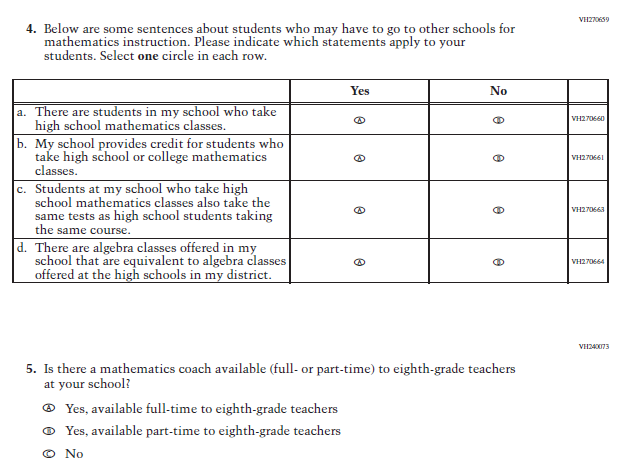 VH270659
4. Below are some sentences about students who may have to go to other schools for
mathematics instruction. Please indicate which statements apply to your
students. Select one circle in each row.
Yes No
a. There are students in my school who take
high school mathematics classes.
A B VH270660
b. My school provides credit for students who
take high school or college mathematics
classes.
A B VH270661
c. Students at my school who take high
school mathematics classes also take the
same tests as high school students taking
the same course.
A B VH270663
d. There are algebra classes offered in my
school that are equivalent to algebra classes
offered at the high schools in my district.
A B VH270664
VH240073
5. Is there a mathematics coach available (full- or part-time) to eighth-grade teachers
at your school?
A Yes, available full-time to eighth-grade teachers
B Yes, available part-time to eighth-grade teachers
C No